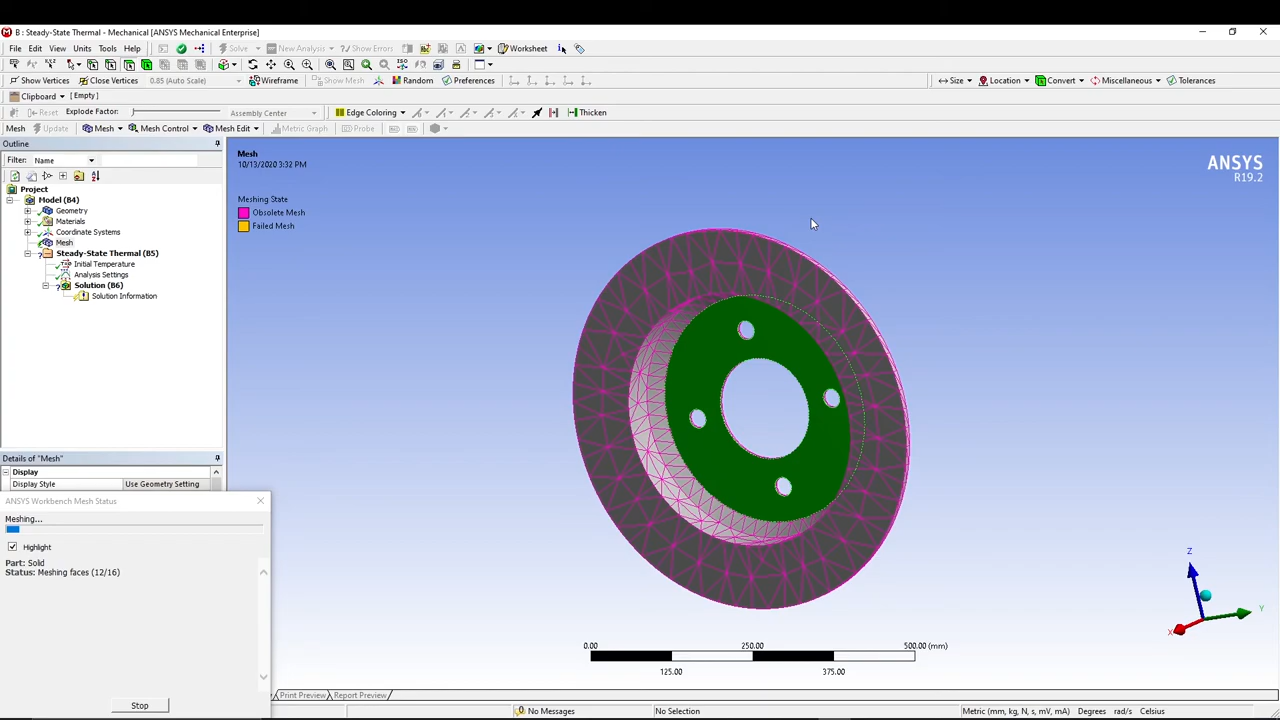 B : Steady-State Thermal - Mechanical [ANSYS Mechanical Enterprise]
File Edit View Units Tools Help Solve New Analysis Show Errors Worksheet
Show Vertices Close Vertices 0.85 (Auto Scale) Wireframe Show Mesh Random Preferences Size Location Convert Miscellaneous Tolerances
Clipboard [ Empty]
Reset Explode Factor: Assembly Center Edge Coloring Thicken
Mesh Update Mesh Mesh Control Mesh Edit Metric Graph Probe
Outline
Filter: Name
Project
Model (B4)
Geometry
Materials
Coordinate Systems
Mesh
Steady-State Thermal (B5)
Initial Temperature
Analysis Settings
Solution (B6)
Solution Information
Mesh
10/13/2020 3:32 PM
Meshing State
Obsolete Mesh
Failed Mesh
ANSYS
R19.2
Details of "Mesh"
Display
Display Style Use Geometry Setting
ANSYS Workbench Mesh Status
Meshing...
Highlight
Part: Solid
Status: Meshing faces (12/16)
Stop
Z
Y
X
0.00 250.00 500.00 (mm)
125.00 375.00
Print Preview Report Preview
No Messages No Selection Metric (mm, kg, N, s, mV, mA) Degrees rad/s Celsius